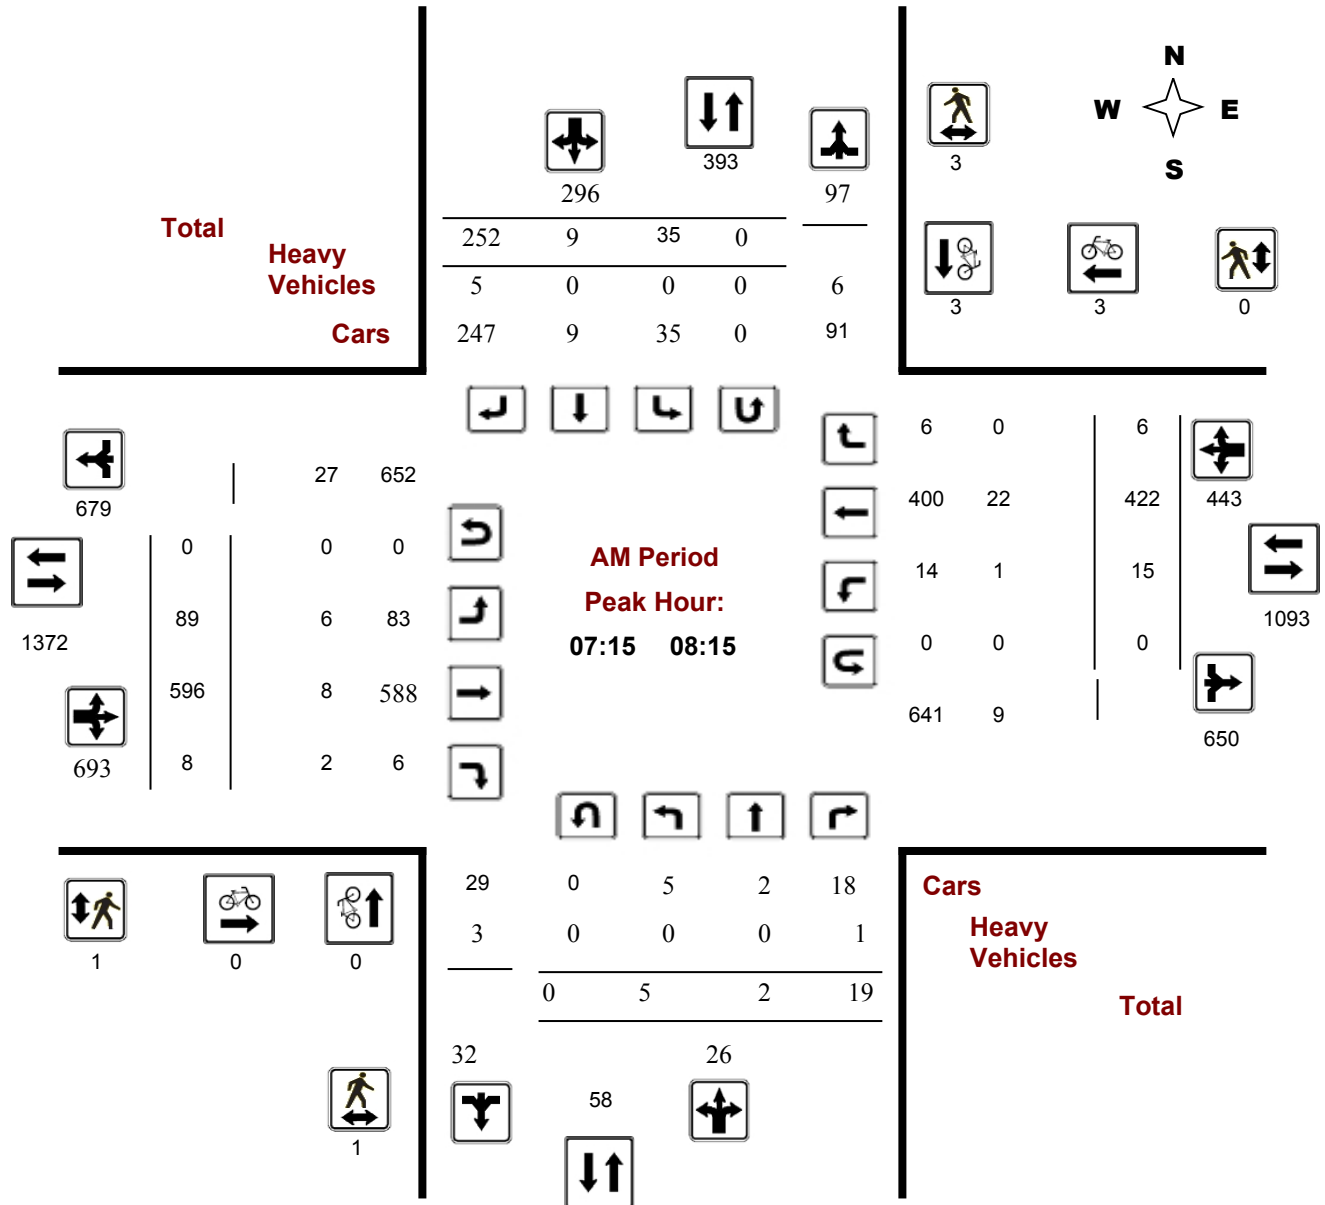 N
W E
S
393
3
296 97
Total
252 9 35 0
Heavy
Vehicles
5 0 0 0 6
3 3 0
Cars
247 9 35 0 91
6 0 6
27 652
679
400 22 422 443
0 0 0
AM Period
14 1 15
Peak Hour:
89 6 83
1093
1372
07:15 08:15
0 0 0
596 8 588
641 9
650
693 8 2 6
29 0 5 2 18
Cars
3 0 0 0 1
Heavy
Vehicles
1 0 0
0 5 2 19
Total
32 26
58
1